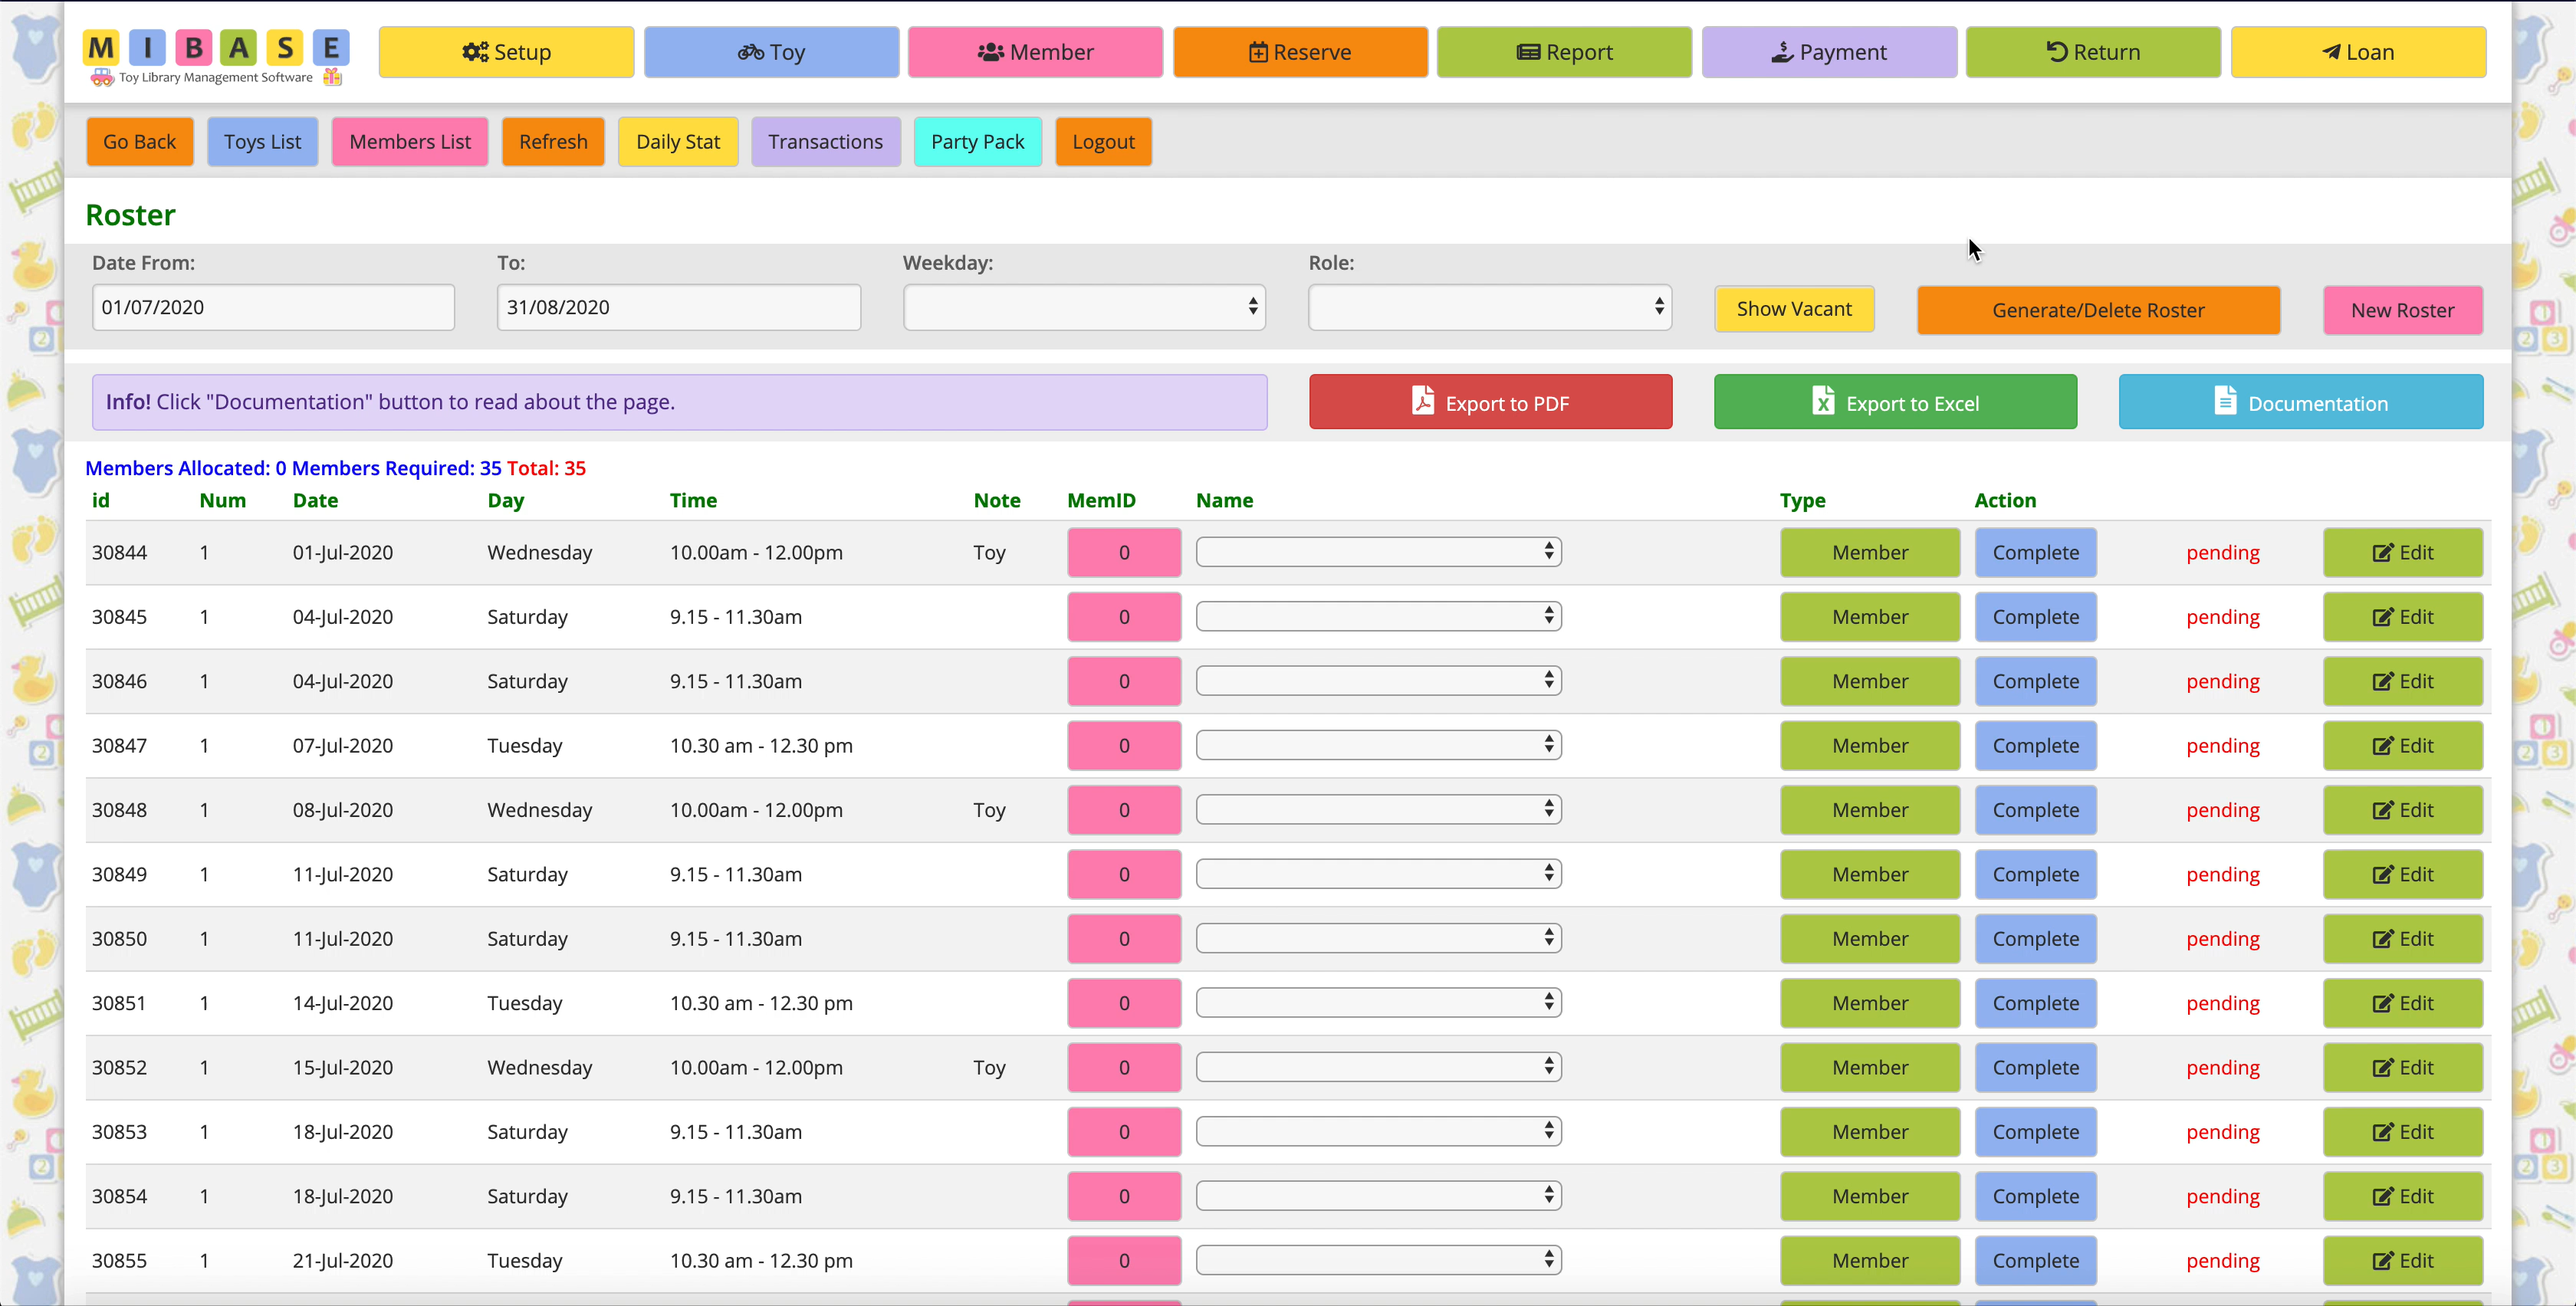 MIBASE
Toy Library Management Software
Setup Toy Member Reserve Report Payment Return Loan
Go Back Toys List Members List Refresh Daily Stat Transactions Party Pack Logout
Roster
Date From: To: Weekday: Role:
01/07/2020 31/08/2020 Show Vacant Generate/Delete Roster New Roster
Info! Click "Documentation" button to read about the page. Export to PDF Export to Excel Documentation
Members Allocated: 0 Members Required: 35 Total: 35
id Num Date Day Time Note MemID Name Type Action
30844 1 01-Jul-2020 Wednesday 10.00am - 12.00pm Toy 0 Member Complete pending Edit
30845 1 04-Jul-2020 Saturday 9.15 - 11.30am 0 Member Complete pending Edit
30846 1 04-Jul-2020 Saturday 9.15 - 11.30am 0 Member Complete pending Edit
30847 1 07-Jul-2020 Tuesday 10.30 am - 12.30 pm 0 Member Complete pending Edit
30848 1 08-Jul-2020 Wednesday 10.00am - 12.00pm Toy 0 Member Complete pending Edit
30849 1 11-Jul-2020 Saturday 9.15 - 11.30am 0 Member Complete pending Edit
30850 1 11-Jul-2020 Saturday 9.15 - 11.30am 0 Member Complete pending Edit
30851 1 14-Jul-2020 Tuesday 10.30 am - 12.30 pm 0 Member Complete pending Edit
30852 1 15-Jul-2020 Wednesday 10.00am - 12.00pm Toy 0 Member Complete pending Edit
30853 1 18-Jul-2020 Saturday 9.15 - 11.30am 0 Member Complete pending Edit
30854 1 18-Jul-2020 Saturday 9.15 - 11.30am 0 Member Complete pending Edit
30855 1 21-Jul-2020 Tuesday 10.30 am - 12.30 pm 0 Member Complete pending Edit